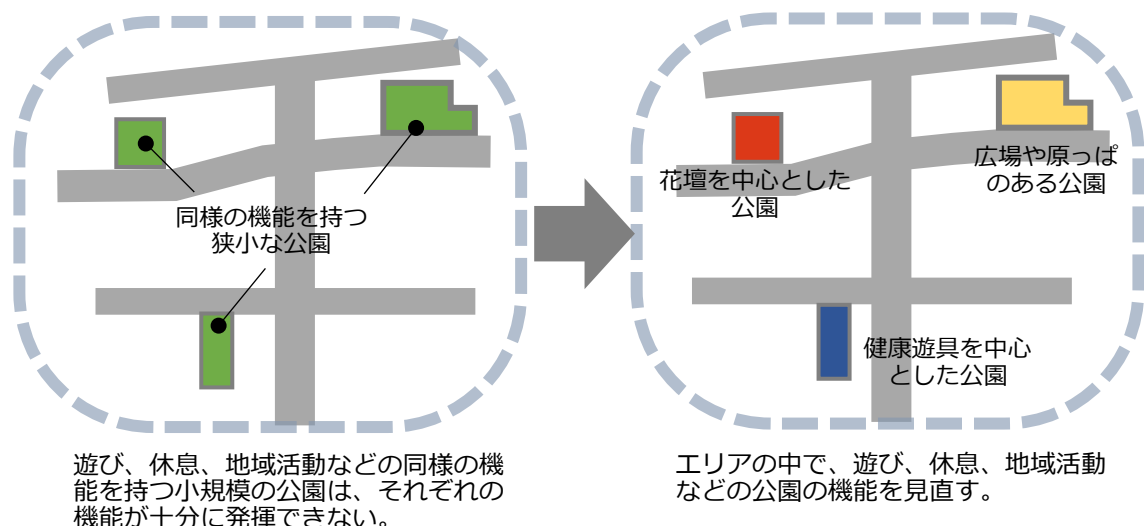 同様の機能を持つ
狭小な公園
遊び、休息、地域活動などの同様の機
能を持つ小規模の公園は、それぞれの
機能が十分に発揮できない。
花壇を中心とした
公園
広場や原っぱ
のある公園
健康遊具を中心
とした公園
エリアの中で、遊び、休息、地域活動
などの公園の機能を見直す。